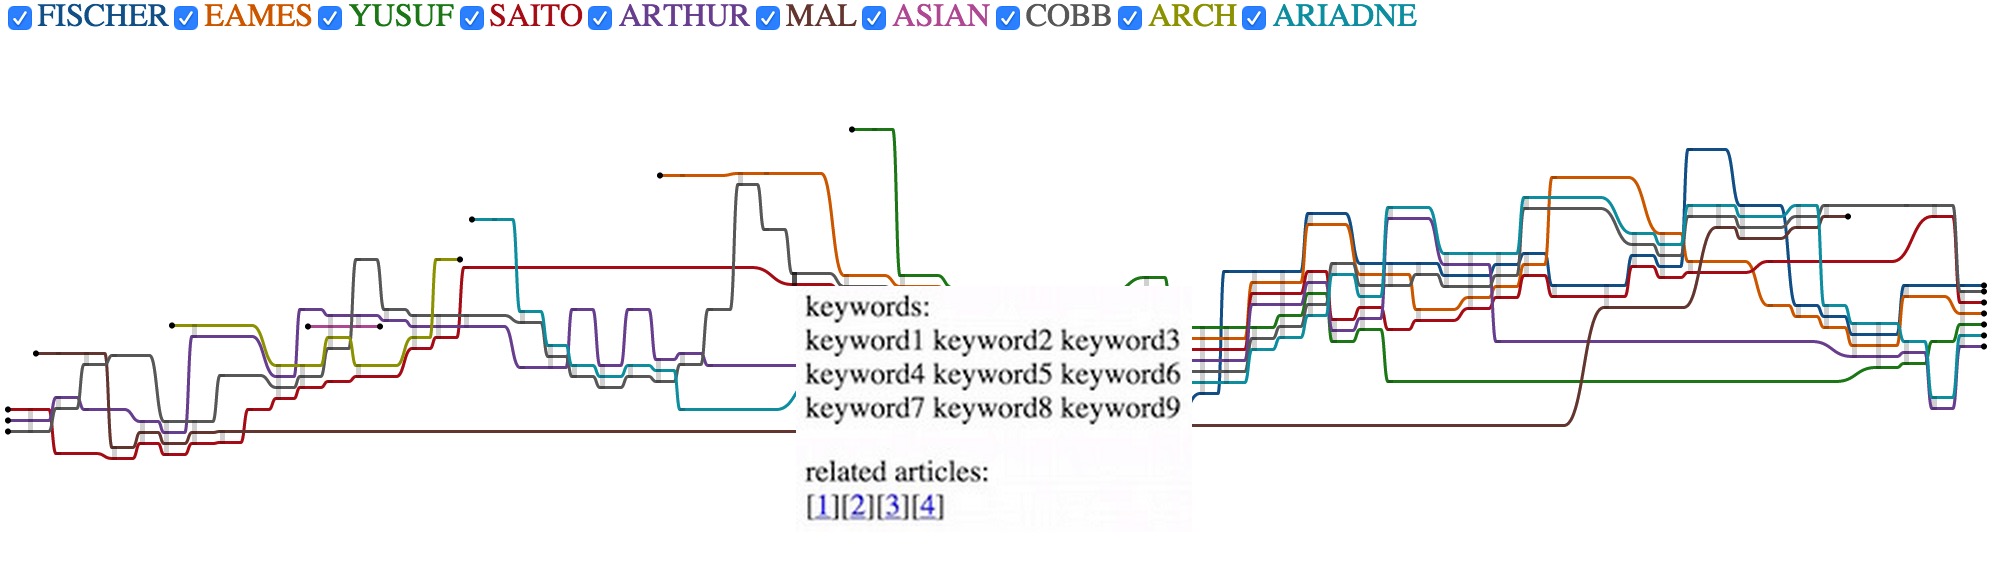 FISCHER EAMES YUSUF SAITO ARTHUR MAL ASIAN COBB ARCH ARIADNE
keywords:
keyword1 keyword2 keyword3
keyword4 keyword5 keyword6
keyword7 keyword8 keyword9
related articles:
[1][2][3][4]